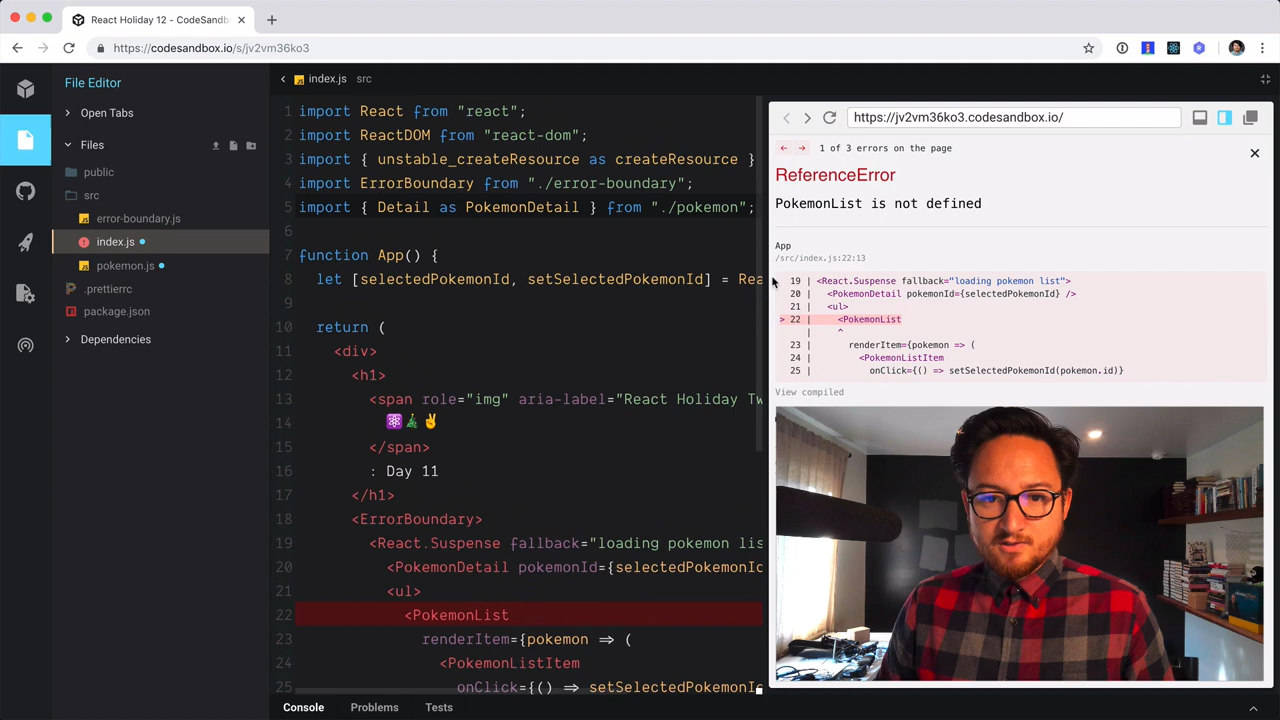 React Holiday 12 - CodeSandb
https://codesandbox.io/s/jv2vm36ko3
File Editor
Open Tabs
Files
public
src
error-boundary.js
index.js
pokemon.js
.prettierrc
package.json
Dependencies
index.js src
1 import React from "react";
2 import ReactDOM from "react-dom";
3 import { unstable_createResource as createResource }
4 import ErrorBoundary from "./error-boundary";
5 import { Detail as PokemonDetail } from "./pokemon";
6
7 function App() {
8 let [selectedPokemonId, setSelectedPokemonId] = Rea
9
10 return (
11 <div>
12 <h1>
13 <span role="img" aria-label="React Holiday Tw
14 ⚛️🎄✌️
15 </span>
16 : Day 11
17 </h1>
18 <ErrorBoundary>
19 <React.Suspense fallback="loading pokemon lis
20 <PokemonDetail pokemonId={selectedPokemonId
21 <ul>
22 <PokemonList
23 renderItem={pokemon => (
24 <PokemonListItem
25 onClick={() => setSelectedPokemonId
Console Problems Tests
https://jv2vm36ko3.codesandbox.io/
1 of 3 errors on the page
ReferenceError
PokemonList is not defined
App
/src/index.js:22:13
19 | <React.Suspense fallback="loading pokemon list">
20 | <PokemonDetail pokemonId={selectedPokemonId} />
21 | <ul>
> 22 | <PokemonList
| ^
23 | renderItem={pokemon => (
24 | <PokemonListItem
25 | onClick={() => setSelectedPokemonId(pokemon.id)}
View compiled